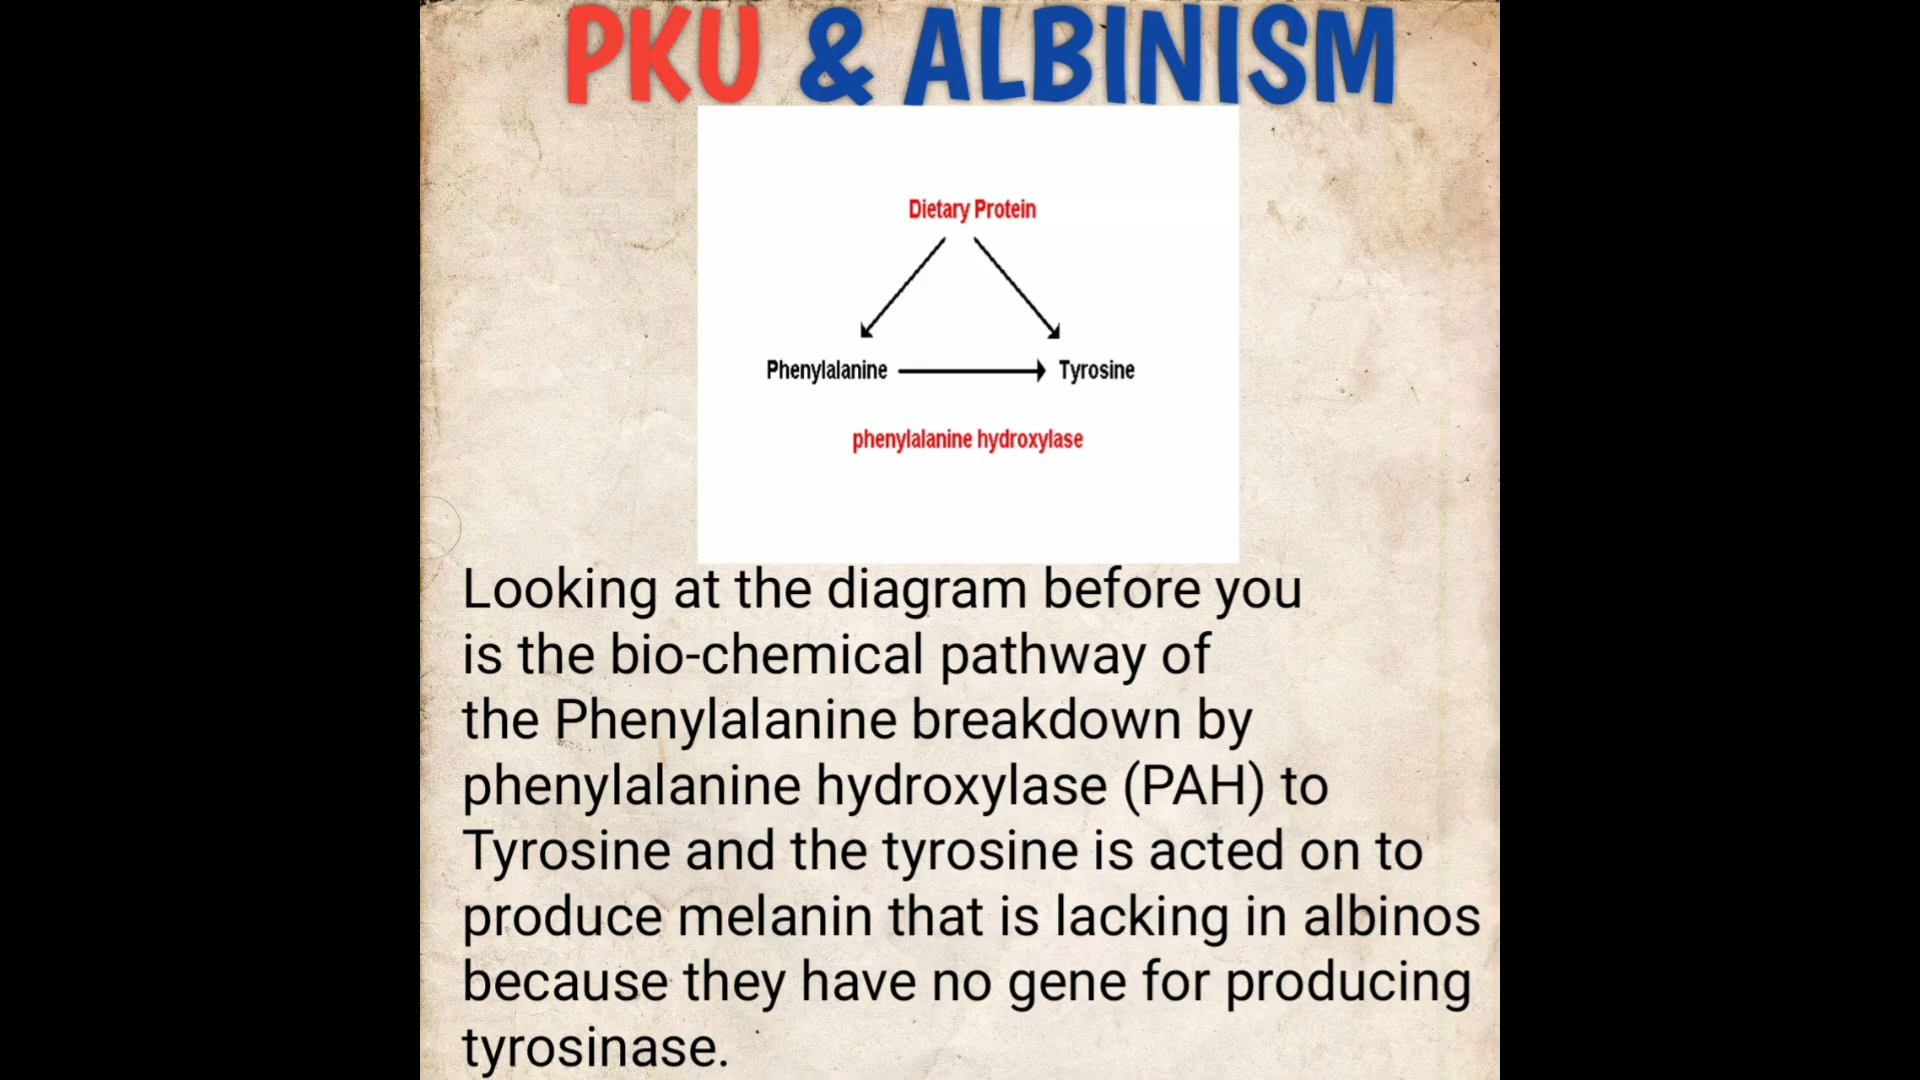 PKU & ALBINISM
Dietary Protein
Phenylalanine Tyrosine
phenylalanine hydroxylase
Looking at the diagram before you
is the bio-chemical pathway of
the Phenylalanine breakdown by
phenylalanine hydroxylase (PAH) to
Tyrosine and the tyrosine is acted on to
produce melanin that is lacking in albinos
because they have no gene for producing
tyrosinase.